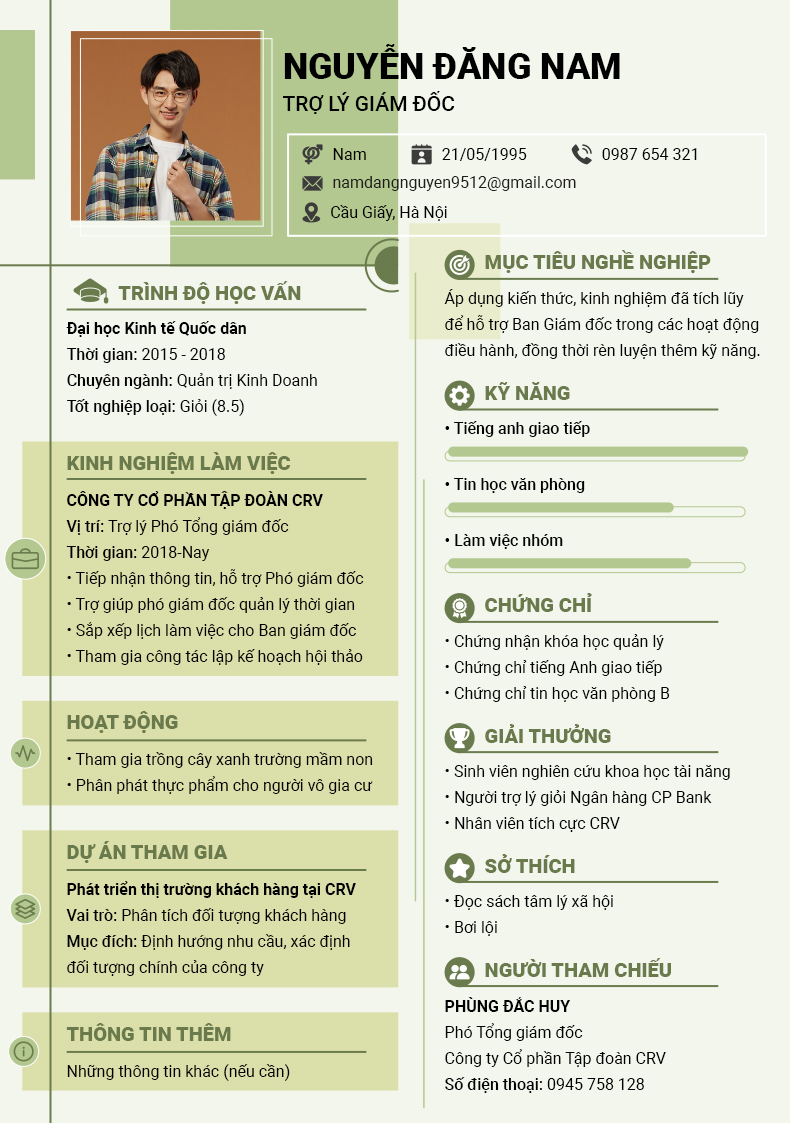 NGUYỄN ĐĂNG NAM
TRỢ LÝ GIÁM ĐỐC
Nam
21/05/1995
0987 654 321
namdangnguyen9512@gmail.com
Cầu Giấy, Hà Nội
TRÌNH ĐỘ HỌC VẤN
Đại học Kinh tế Quốc dân
Thời gian: 2015 - 2018
Chuyên ngành: Quản trị Kinh Doanh
Tốt nghiệp loại: Giỏi (8.5)
KINH NGHIỆM LÀM VIỆC
CÔNG TY CỔ PHẦN TẬP ĐOÀN CRV
Vị trí: Trợ lý Phó Tổng giám đốc
Thời gian: 2018-Nay
• Tiếp nhận thông tin, hỗ trợ Phó giám đốc
• Trợ giúp phó giám đốc quản lý thời gian
• Sắp xếp lịch làm việc cho Ban giám đốc
• Tham gia công tác lập kế hoạch hội thảo
HOẠT ĐỘNG
• Tham gia trồng cây xanh trường mầm non
• Phân phát thực phẩm cho người vô gia cư
DỰ ÁN THAM GIA
Phát triển thị trường khách hàng tại CRV
Vai trò: Phân tích đối tượng khách hàng
Mục đích: Định hướng nhu cầu, xác định
đối tượng chính của công ty
THÔNG TIN THÊM
Những thông tin khác (nếu cần)
MỤC TIÊU NGHỀ NGHIỆP
Áp dụng kiến thức, kinh nghiệm đã tích lũy
để hỗ trợ Ban Giám đốc trong các hoạt động
điều hành, đồng thời rèn luyện thêm kỹ năng.
KỸ NĂNG
• Tiếng anh giao tiếp
• Tin học văn phòng
• Làm việc nhóm
CHỨNG CHỈ
• Chứng nhận khóa học quản lý
• Chứng chỉ tiếng Anh giao tiếp
• Chứng chỉ tin học văn phòng B
GIẢI THƯỞNG
• Sinh viên nghiên cứu khoa học tài năng
• Người trợ lý giỏi Ngân hàng CP Bank
• Nhân viên tích cực CRV
SỞ THÍCH
• Đọc sách tâm lý xã hội
• Bơi lội
NGƯỜI THAM CHIẾU
PHÙNG ĐẮC HUY
Phó Tổng giám đốc
Công ty Cổ phần Tập đoàn CRV
Số điện thoại: 0945 758 128